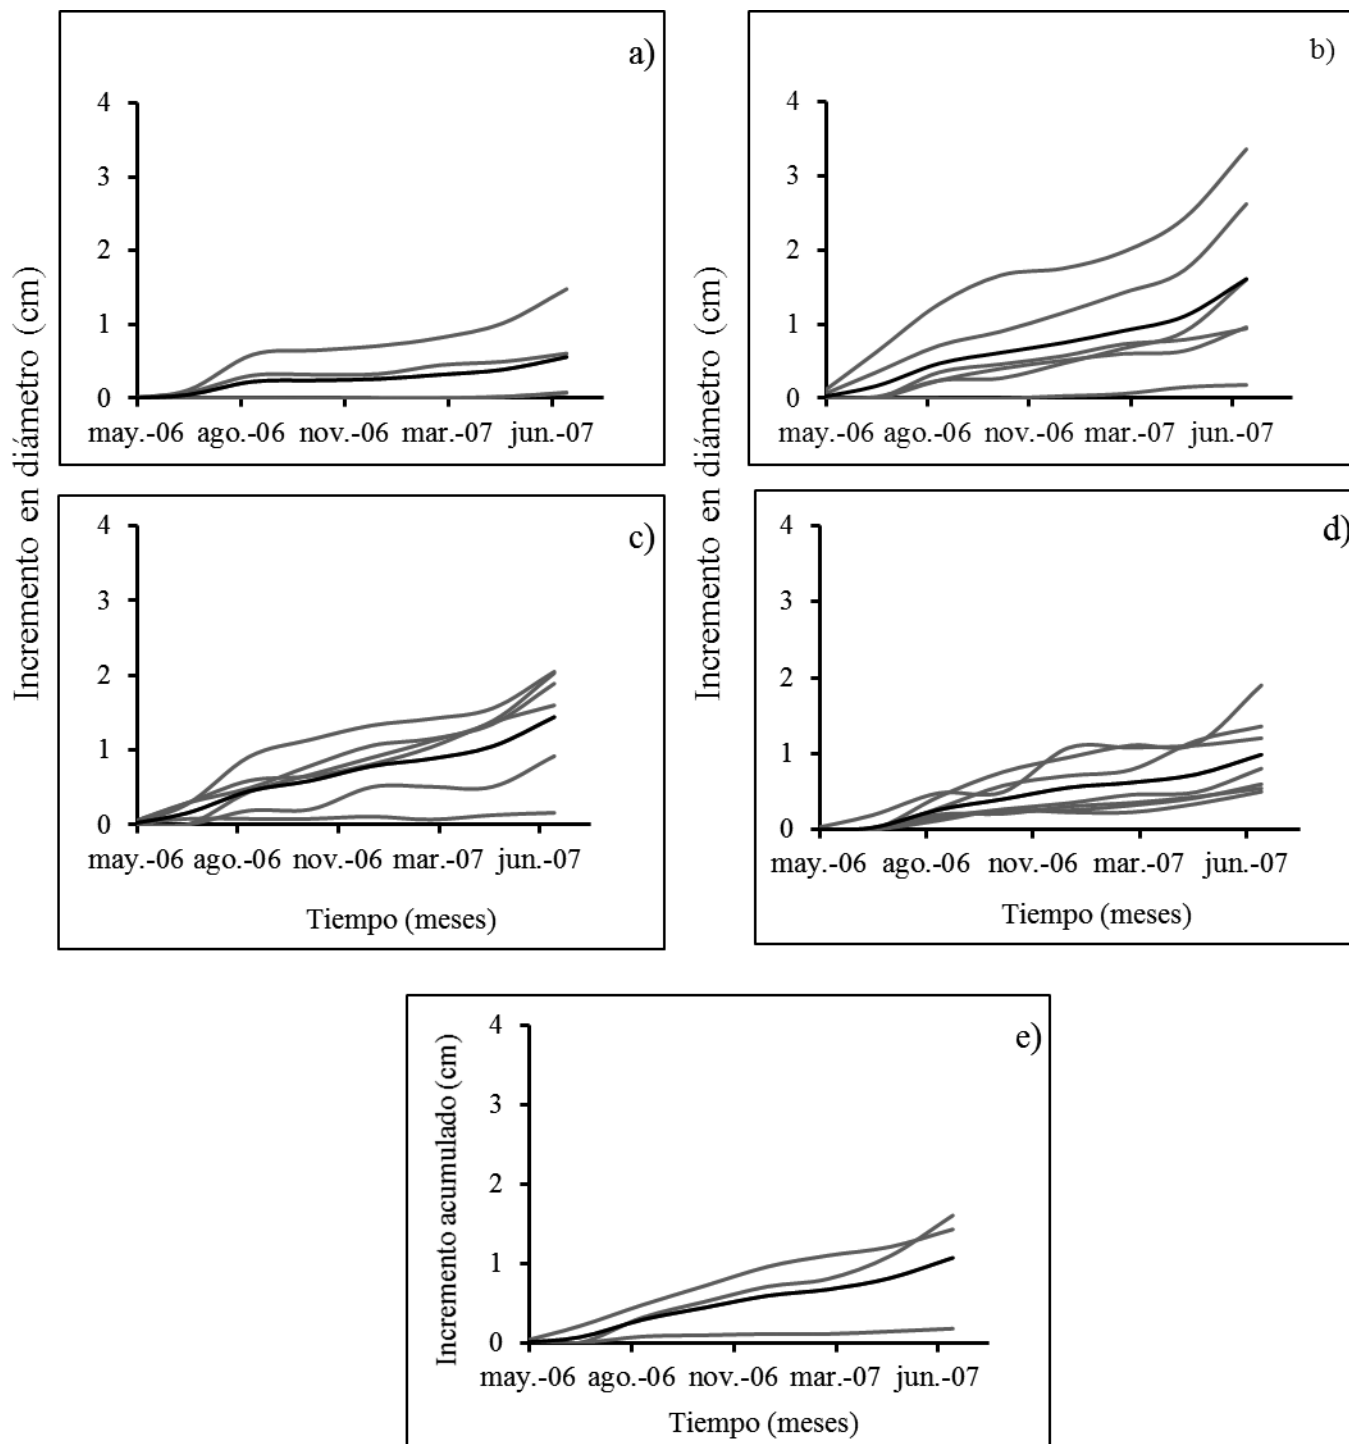 a)
4
3
2
1
0
may.-06 ago.-06 nov.-06 mar.-07 jun.-07
Incremento en diámetro (cm)
b)
4
3
2
1
0
may.-06 ago.-06 nov.-06 mar.-07 jun.-07
Incremento en diámetro (cm)
c)
4
3
2
1
0
may.-06 ago.-06 nov.-06 mar.-07 jun.-07
Tiempo (meses)
d)
4
3
2
1
0
may.-06 ago.-06 nov.-06 mar.-07 jun.-07
Tiempo (meses)
e)
Incremento acumulado (cm)
4
3
2
1
0
may.-06 ago.-06 nov.-06 mar.-07 jun.-07
Tiempo (meses)